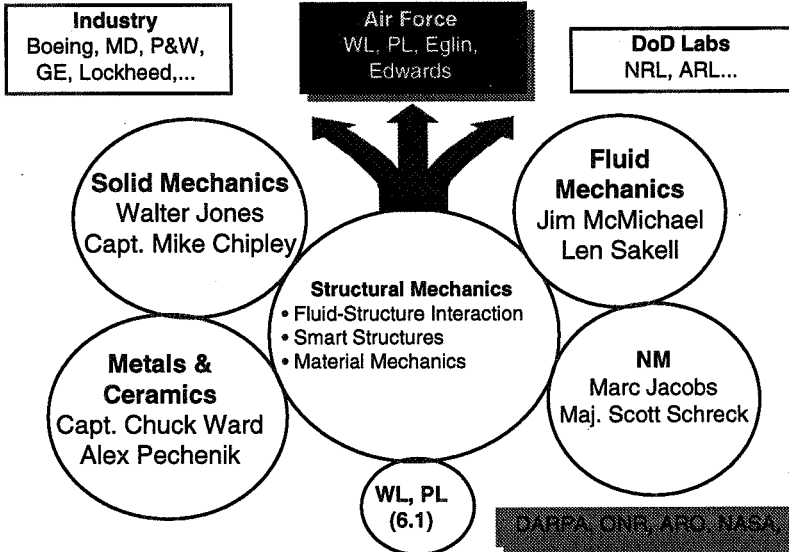 Industry
Boeing, MD, P&W,
GE, Lockheed,...
Air Force
WL, PL, Eglin,
Edwards
DoD Labs
NRL, ARL...
Solid Mechanics
Walter Jones
Capt. Mike Chipley
Fluid
Mechanics
Jim McMichael
Len Sakell
Structural Mechanics
• Fluid-Structure Interaction
• Smart Structures
• Material Mechanics
Metals &
Ceramics
Capt. Chuck Ward
Alex Pechenik
NM
Marc Jacobs
Maj. Scott Schreck
WL, PL
(6.1)
DARPA, ONR, ARO, NASA,